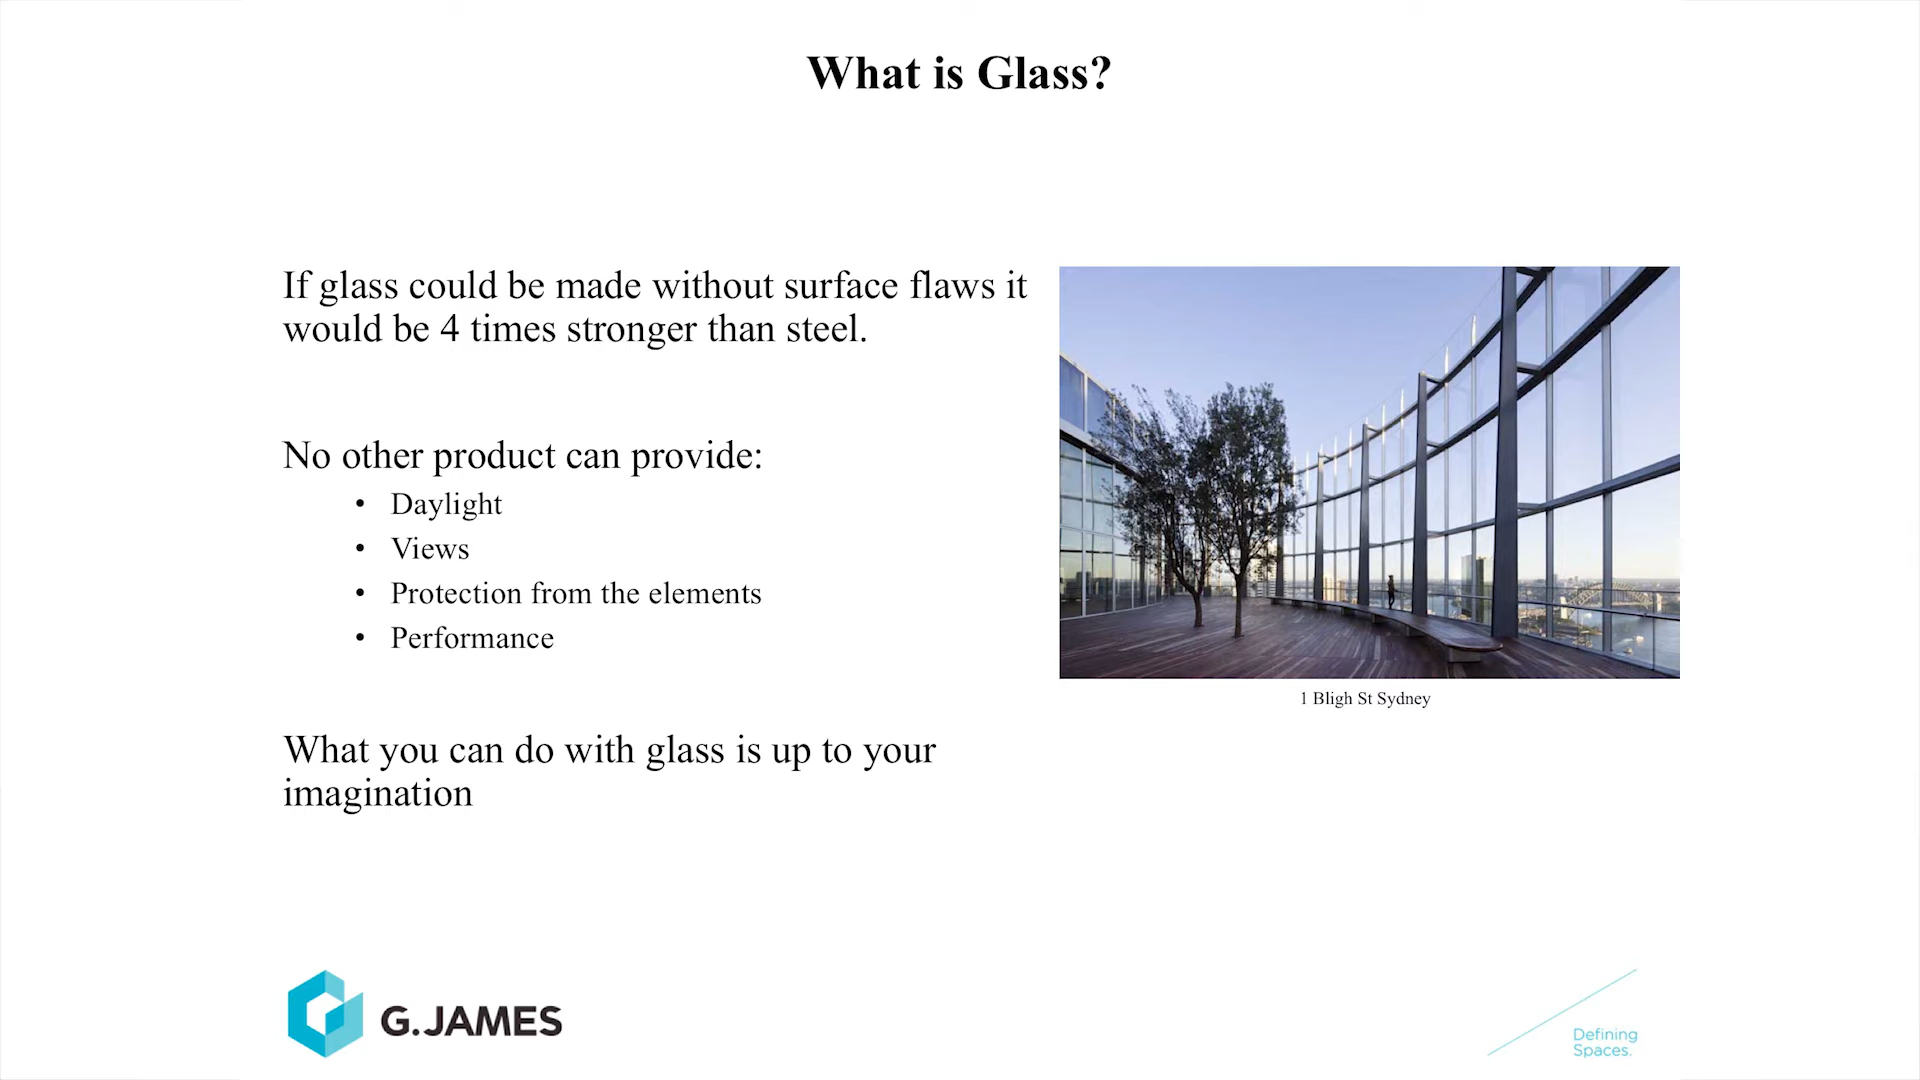 What is Glass?
If glass could be made without surface flaws it
would be 4 times stronger than steel.
No other product can provide:
• Daylight
• Views
• Protection from the elements
• Performance
What you can do with glass is up to your
imagination
1 Bligh St Sydney
G.JAMES
Defining
Spaces.